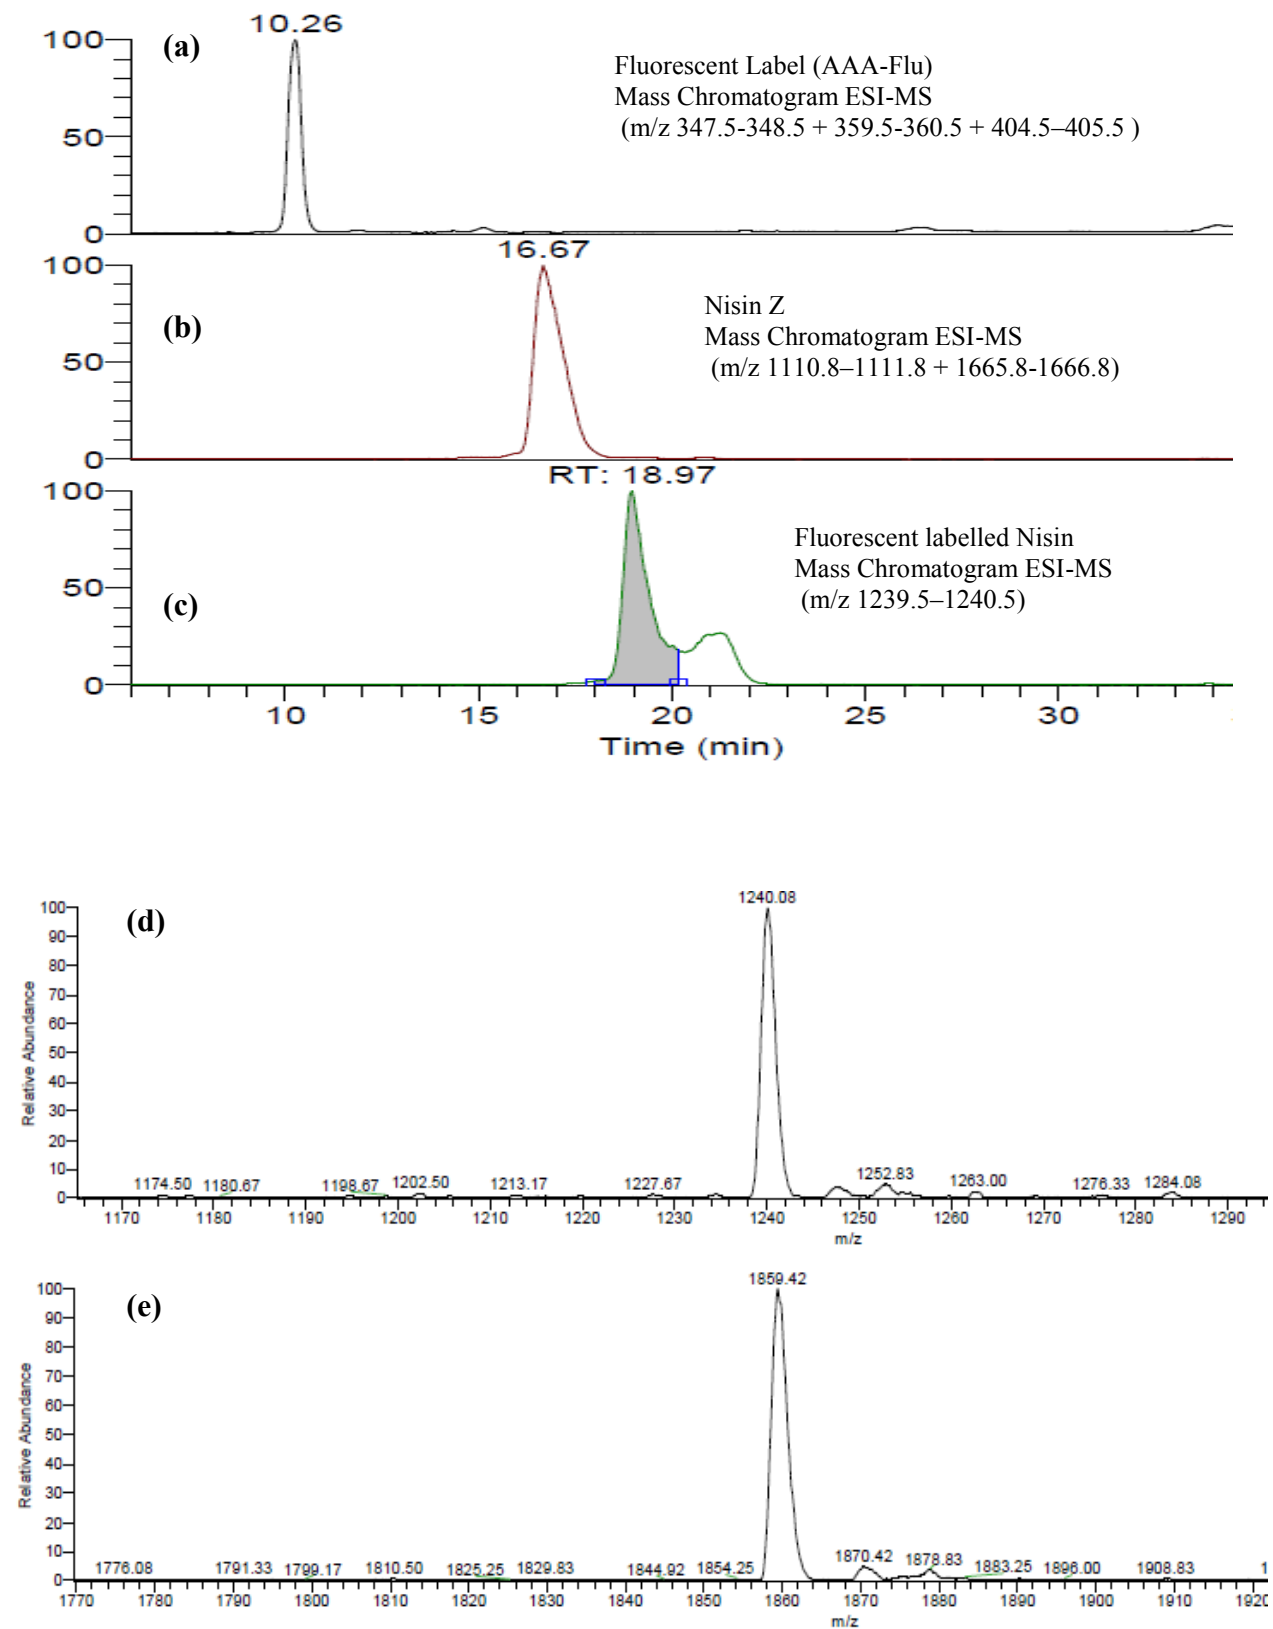 10.26
100
(a)
Fluorescent Label (AAA-Flu)
Mass Chromatogram ESI-MS
(m/z 347.5-348.5 + 359.5-360.5 + 404.5–405.5 )
50
0
16.67
100
(b)
Nisin Z
Mass Chromatogram ESI-MS
(m/z 1110.8–1111.8 + 1665.8-1666.8)
50
0
RT: 18.97
100
Fluorescent labelled Nisin
Mass Chromatogram ESI-MS
(m/z 1239.5–1240.5)
50
(c)
0
10 15 20 25 30
Time (min)
1240.08
(d)
100
90
80
70
60
50
40
30
20
10
0
Relative Abundance
1174.50 1180.67 1198.67 1202.50 1213.17 1227.67 1252.83 1263.00 1276.33 1284.08
1170 1180 1190 1200 1210 1220 1230 1240 1250 1260 1270 1280 1290
m/z
1859.42
(e)
100
90
80
70
60
50
40
30
20
10
0
Relative Abundance
1776.08 1791.33 1799.17 1810.50 1825.25 1829.83 1844.92 1854.25 1870.42 1878.83 1883.25 1896.00 1908.83 1
1770 1780 1790 1800 1810 1820 1830 1840 1850 1860 1870 1880 1890 1900 1910 1920
m/z